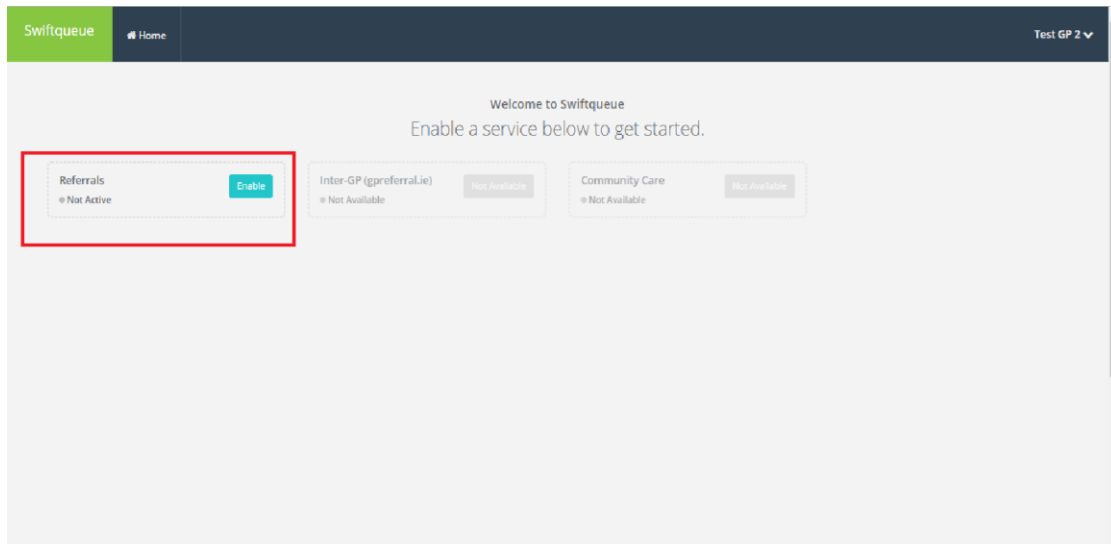 Swiftqueue
Home
Test GP 2
Welcome to Swiftqueue
Enable a service below to get started.
Referrals
Enable
Not Active
Inter-GP (gpreferral.ie)
Not Available
Not Available
Community Care
Not Available
Not Available